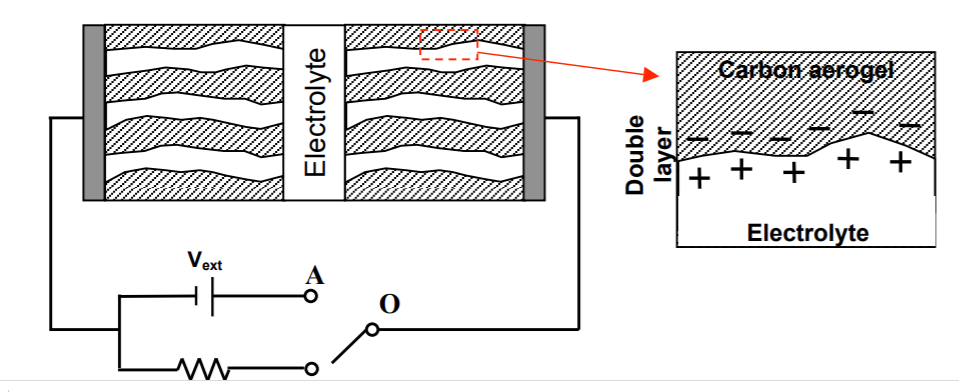 Electrolyte
Carbon aerogel
Double
layer
− − − − − −
+ + + + +
Electrolyte
V_ext
A
O